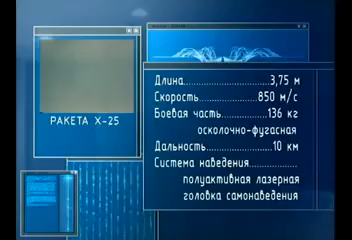 РАКЕТА Х-25
Длина......................3,75 м
Скорость..............850 м/с
Боевая часть.........136 кг
осколочно-фугасная
Дальность................10 км
Система наведения............
полуактивная лазерная
головка самонаведения